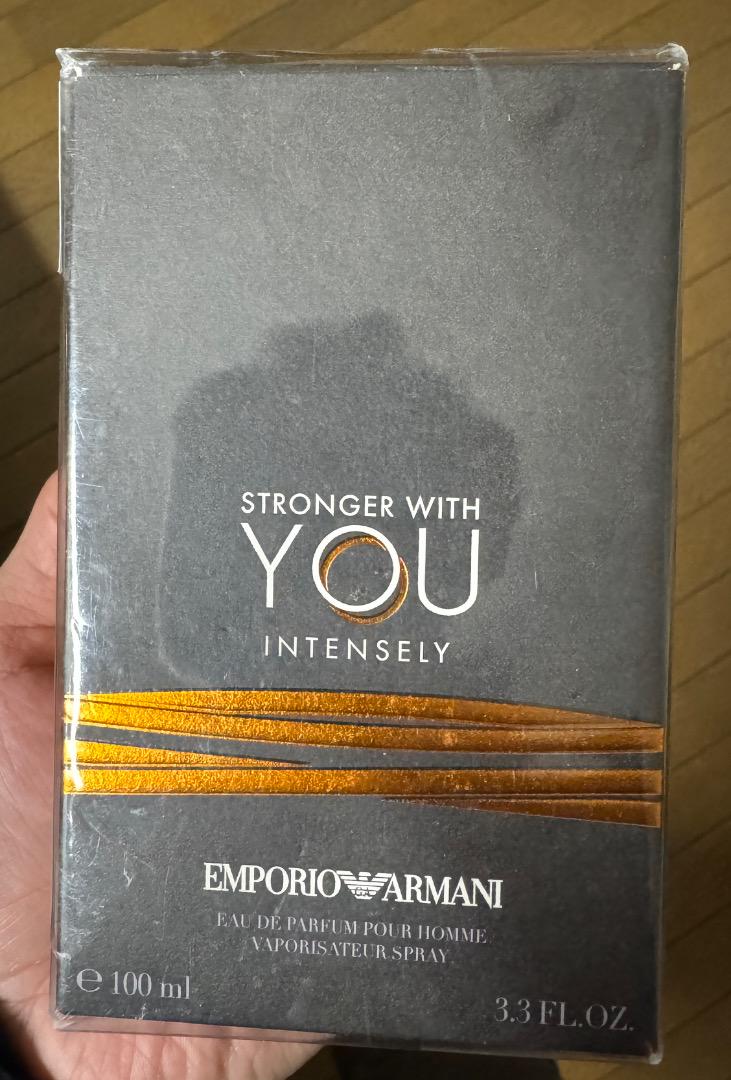 STRONGER WITH
YOU
INTENSELY
EMPORIO ARMANI
EAU DE PARFUM POUR HOMME
VAPORISATEUR SPRAY
℮ 100 ml
3.3 FL.OZ.